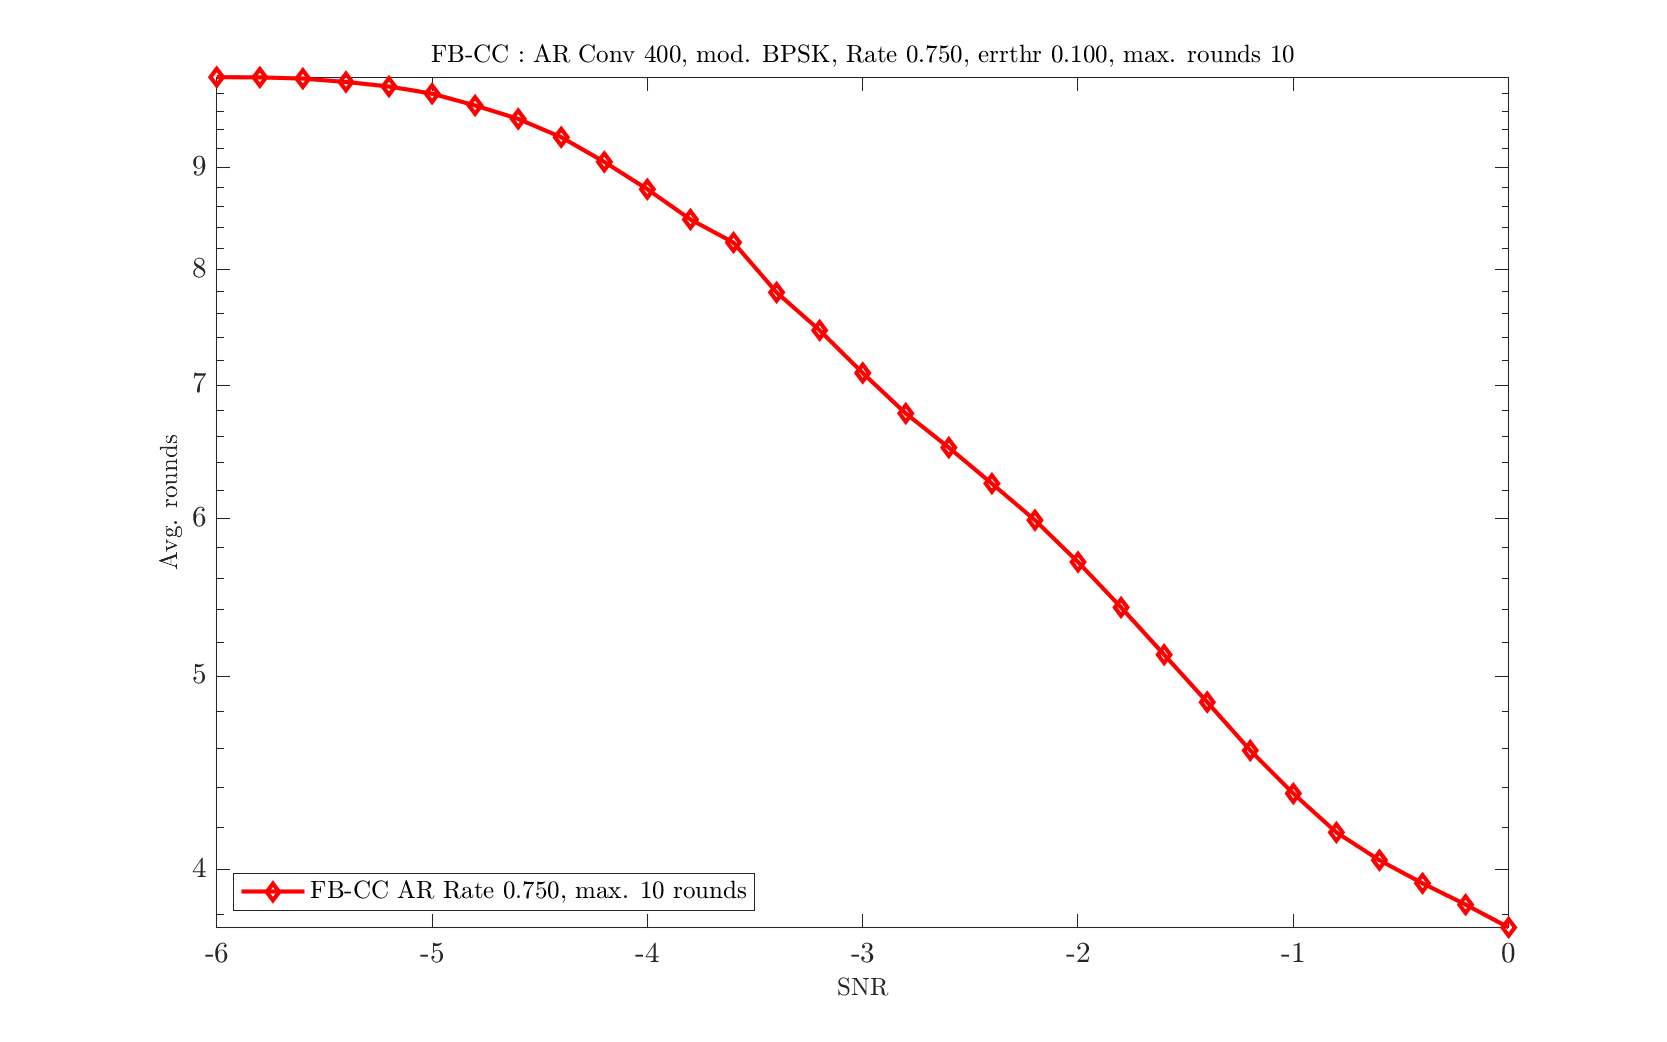 FB-CC : AR Conv 400, mod. BPSK, Rate 0.750, errthr 0.100, max. rounds 10
9
8
7
6
5
4
Avg. rounds
FB-CC AR Rate 0.750, max. 10 rounds
-6 -5 -4 -3 -2 -1 0
SNR